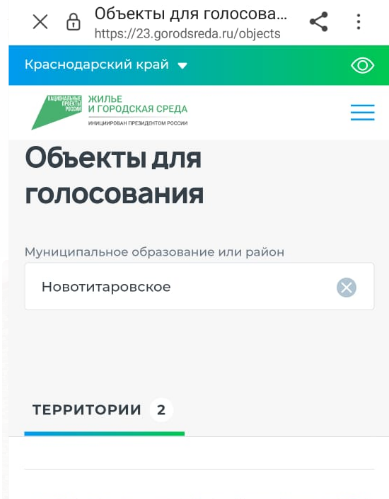 Объекты для голосова...
https://23.gorodsreda.ru/objects
Краснодарский край
НАЦИОНАЛЬНЫЕ
ПРОЕКТЫ
РОССИИ
ЖИЛЬЕ
И ГОРОДСКАЯ СРЕДА
ИНИЦИИРОВАН ПРЕЗИДЕНТОМ РОССИИ
Объекты для
голосования
Муниципальное образование или район
Новотитаровское
ТЕРРИТОРИИ 2